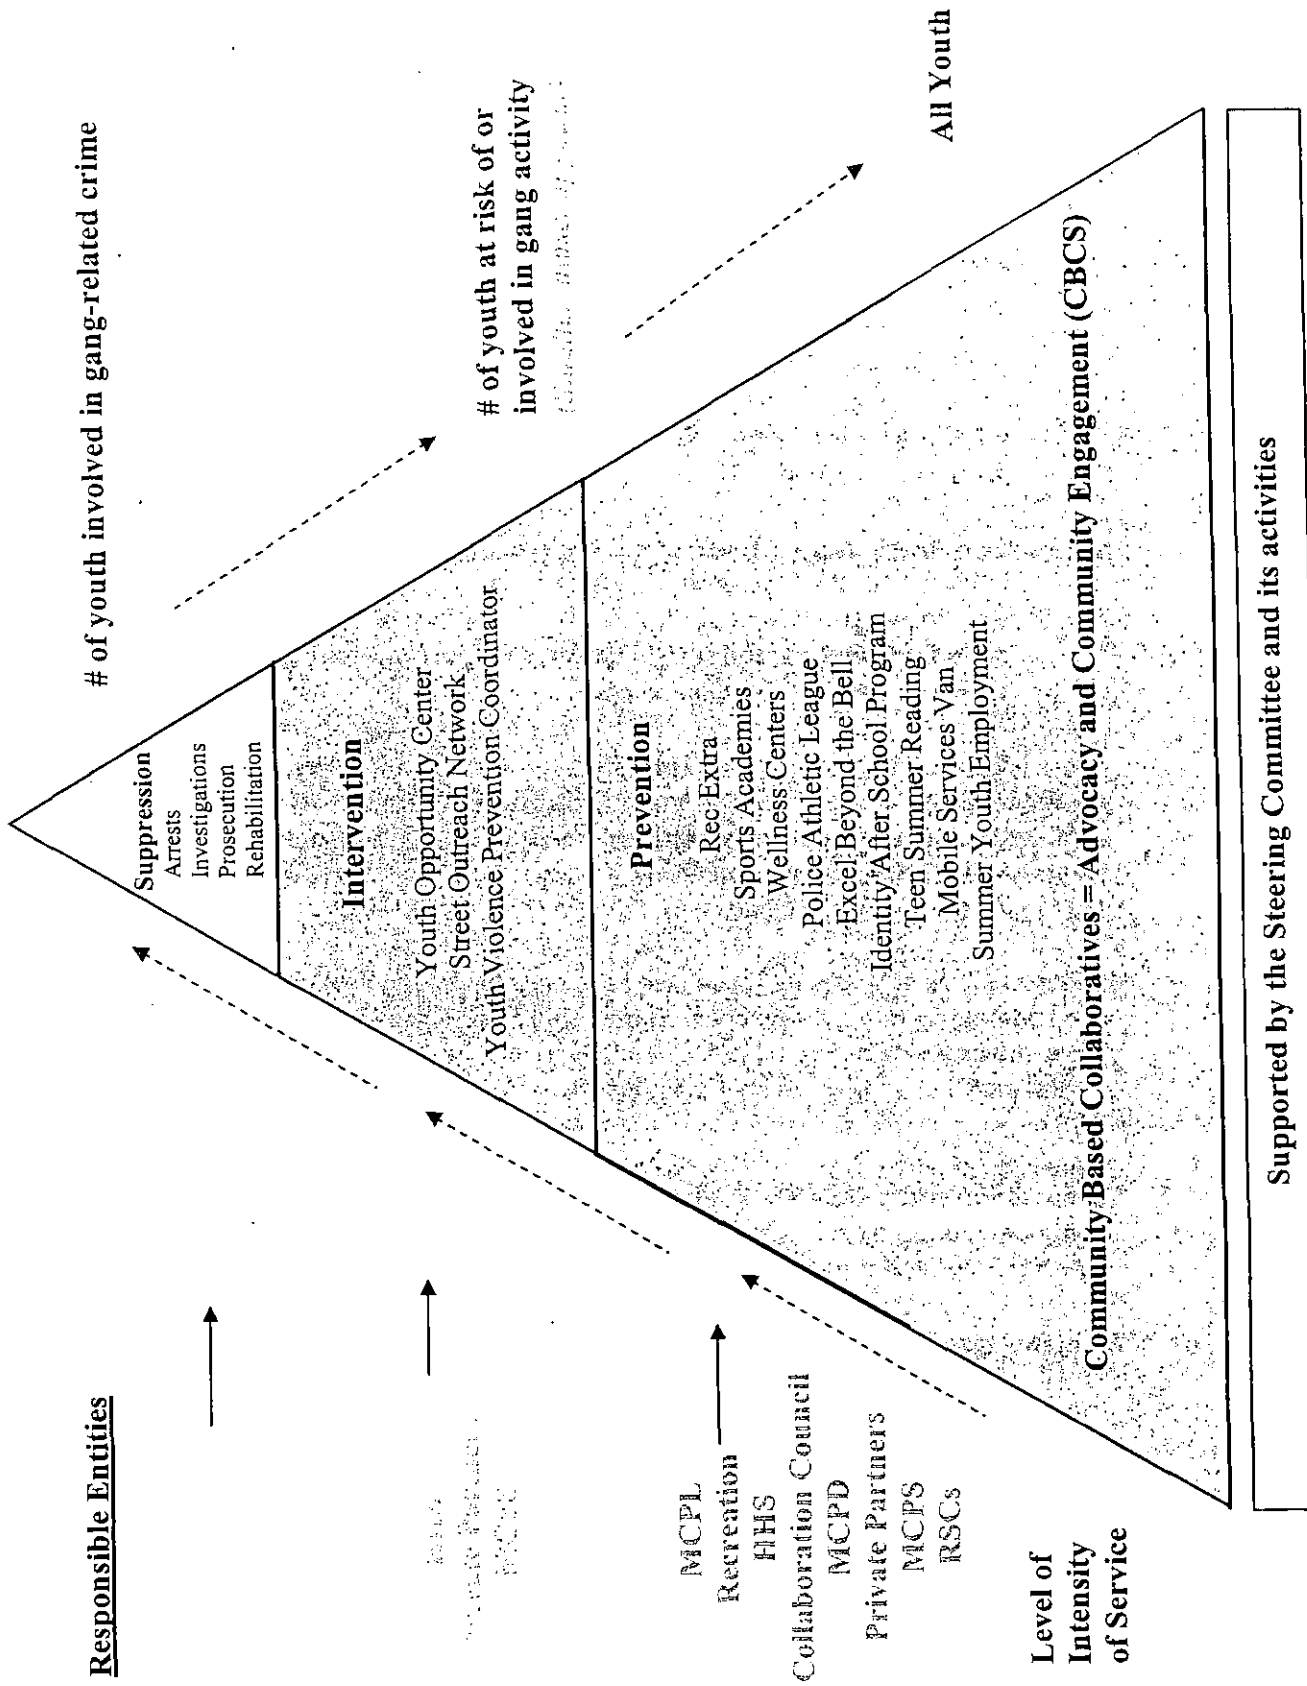 Responsible Entities
# of youth involved in gang-related crime
Suppression
Arrests
Investigations
Prosecution
Rehabilitation
Intervention
Youth Opportunity Center
Street Outreach Network
Youth Violence Prevention Coordinator
# of youth at risk of or
involved in gang activity
MCPL
Recreation
HHS
Collaboration Council
MCPD
Private Partners
MCPS
RSCs
Prevention
Rec Extra
Sports Academies
Wellness Centers
Police Athletic League
Excel Beyond the Bell
Identity After School Program
Teen Summer Reading
Mobile Services Van
Summer Youth Employment
All Youth
Level of
Intensity
of Service
Community Based Collaboratives = Advocacy and Community Engagement (CBCS)
Supported by the Steering Committee and its activities